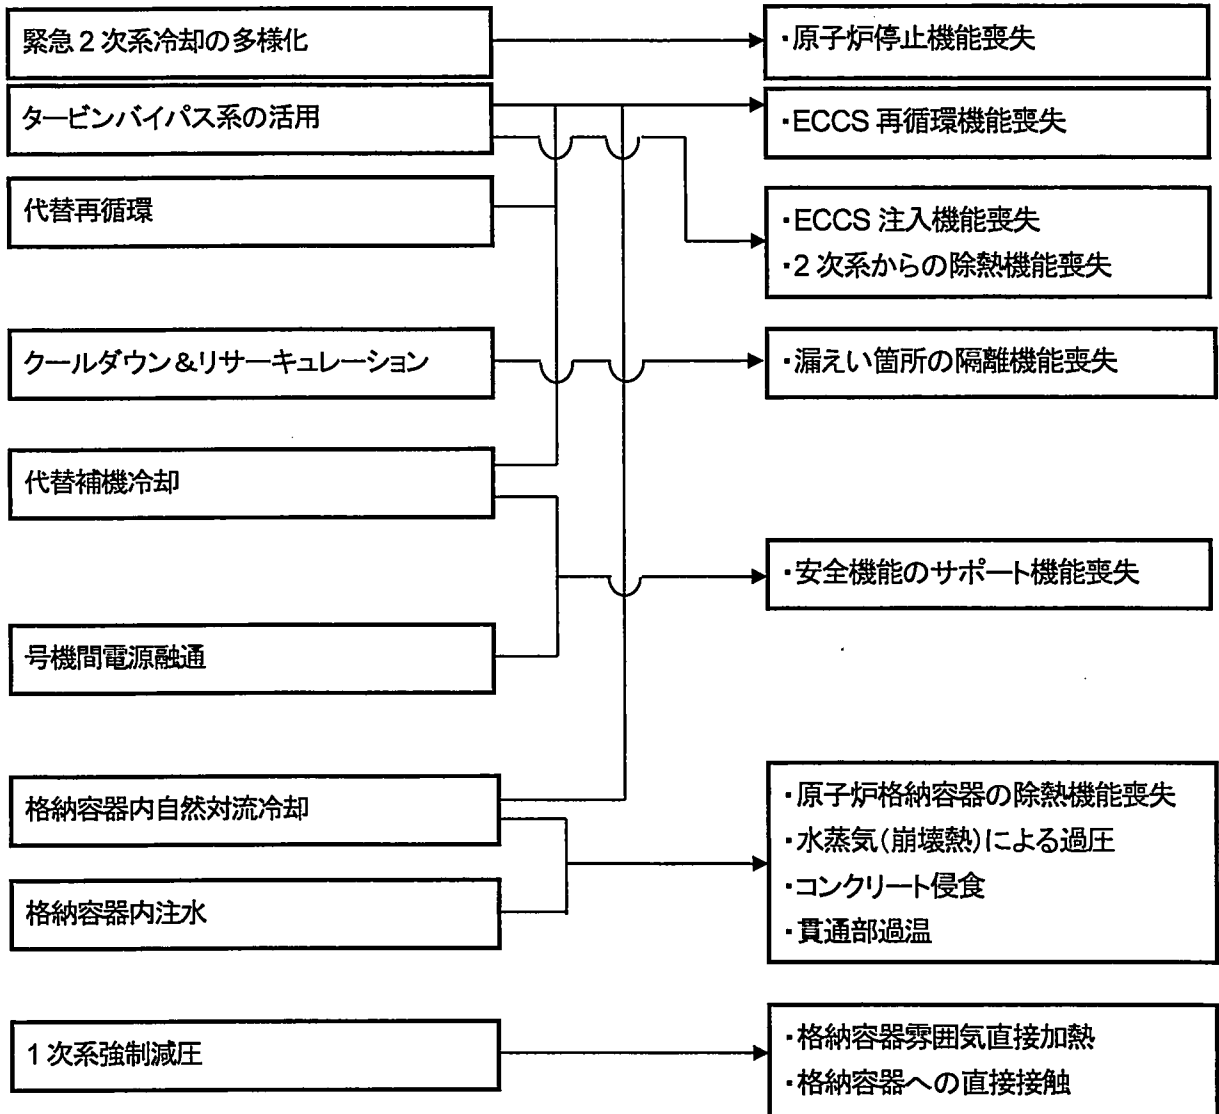 緊急2次系冷却の多様化
・原子炉停止機能喪失
タービンバイパス系の活用
・ECCS 再循環機能喪失
代替再循環
・ECCS 注入機能喪失
・2次系からの除熱機能喪失
クールダウン&リサーキュレーション
・漏えい箇所の隔離機能喪失
代替補機冷却
・安全機能のサポート機能喪失
号機間電源融通
格納容器内自然対流冷却
・原子炉格納容器の除熱機能喪失
・水蒸気(崩壊熱)による過圧
・コンクリート侵食
・貫通部過温
格納容器内注水
1次系強制減圧
・格納容器雰囲気直接加熱
・格納容器への直接接触